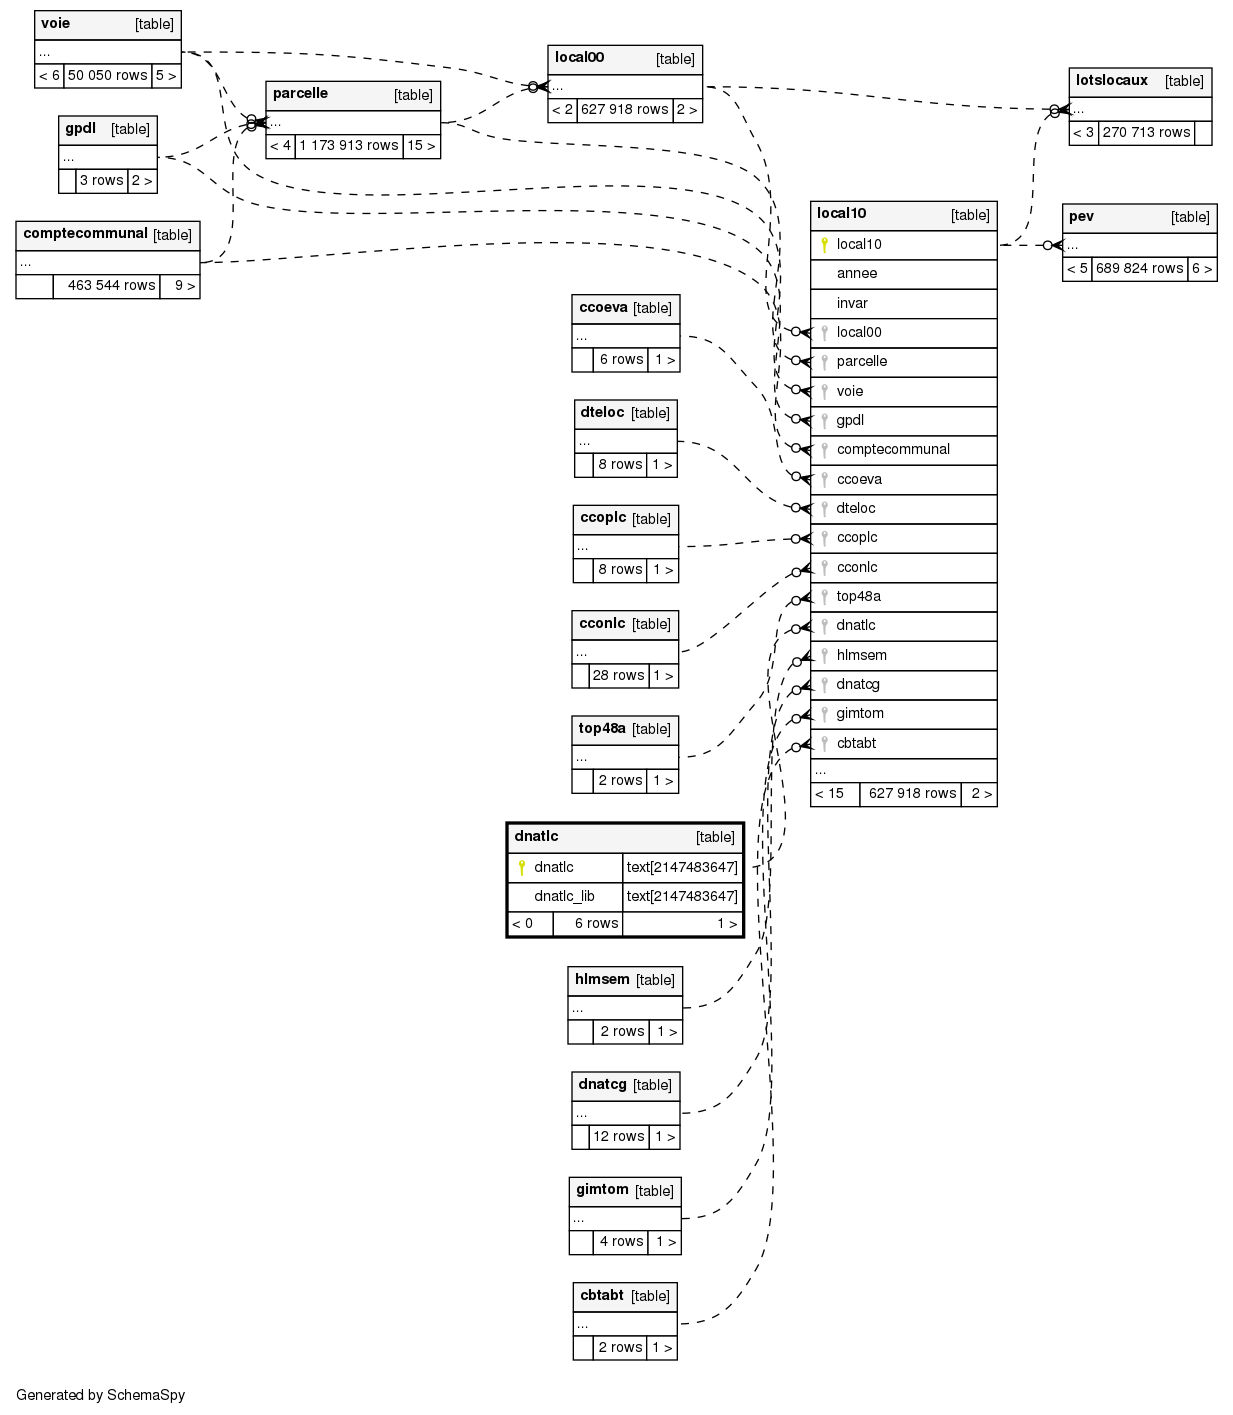 voie [table]
...
< 6 50 050 rows 5 >
gpdl [table]
...
3 rows 2 >
comptecommunal [table]
...
463 544 rows 9 >
parcelle [table]
...
< 4 1 173 913 rows 15 >
local00 [table]
...
< 2 627 918 rows 2 >
lotslocaux [table]
...
< 3 270 713 rows
pev [table]
...
< 5 689 824 rows 6 >
local10 [table]
local10
annee
invar
local00
parcelle
voie
gpdl
comptecommunal
ccoeva
dteloc
ccoplc
cconlc
top48a
dnatlc
hlmsem
dnatcg
gimtom
cbtabt
...
< 15 627 918 rows 2 >
ccoeva [table]
...
6 rows 1 >
dteloc [table]
...
8 rows 1 >
ccoplc [table]
...
8 rows 1 >
cconlc [table]
...
28 rows 1 >
top48a [table]
...
2 rows 1 >
dnatlc [table]
dnatlc text[2147483647]
dnatlc_lib text[2147483647]
< 0 6 rows 1 >
hlmsem [table]
...
2 rows 1 >
dnatcg [table]
...
12 rows 1 >
gimtom [table]
...
4 rows 1 >
cbtabt [table]
...
2 rows 1 >
Generated by SchemaSpy